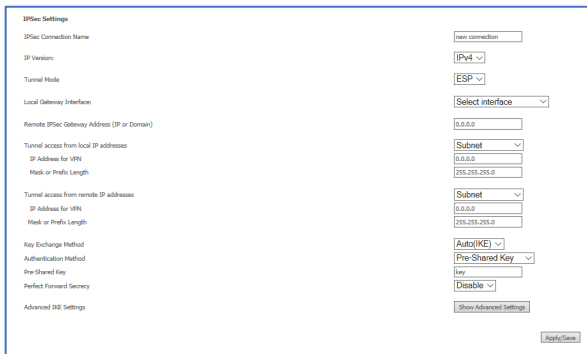 IPSec Settings
IPSec Connection Name new connection
IP Version: IPv4
Tunnel Mode ESP
Local Gateway Interface: Select interface
Remote IPSec Gateway Address (IP or Domain) 0.0.0.0
Tunnel access from local IP addresses Subnet
IP Address for VPN 0.0.0.0
Mask or Prefix Length 255.255.255.0
Tunnel access from remote IP addresses Subnet
IP Address for VPN 0.0.0.0
Mask or Prefix Length 255.255.255.0
Key Exchange Method Auto(IKE)
Authentication Method Pre-Shared Key
Pre-Shared Key key
Perfect Forward Secrecy Disable
Advanced IKE Settings Show Advanced Settings
Apply/Save